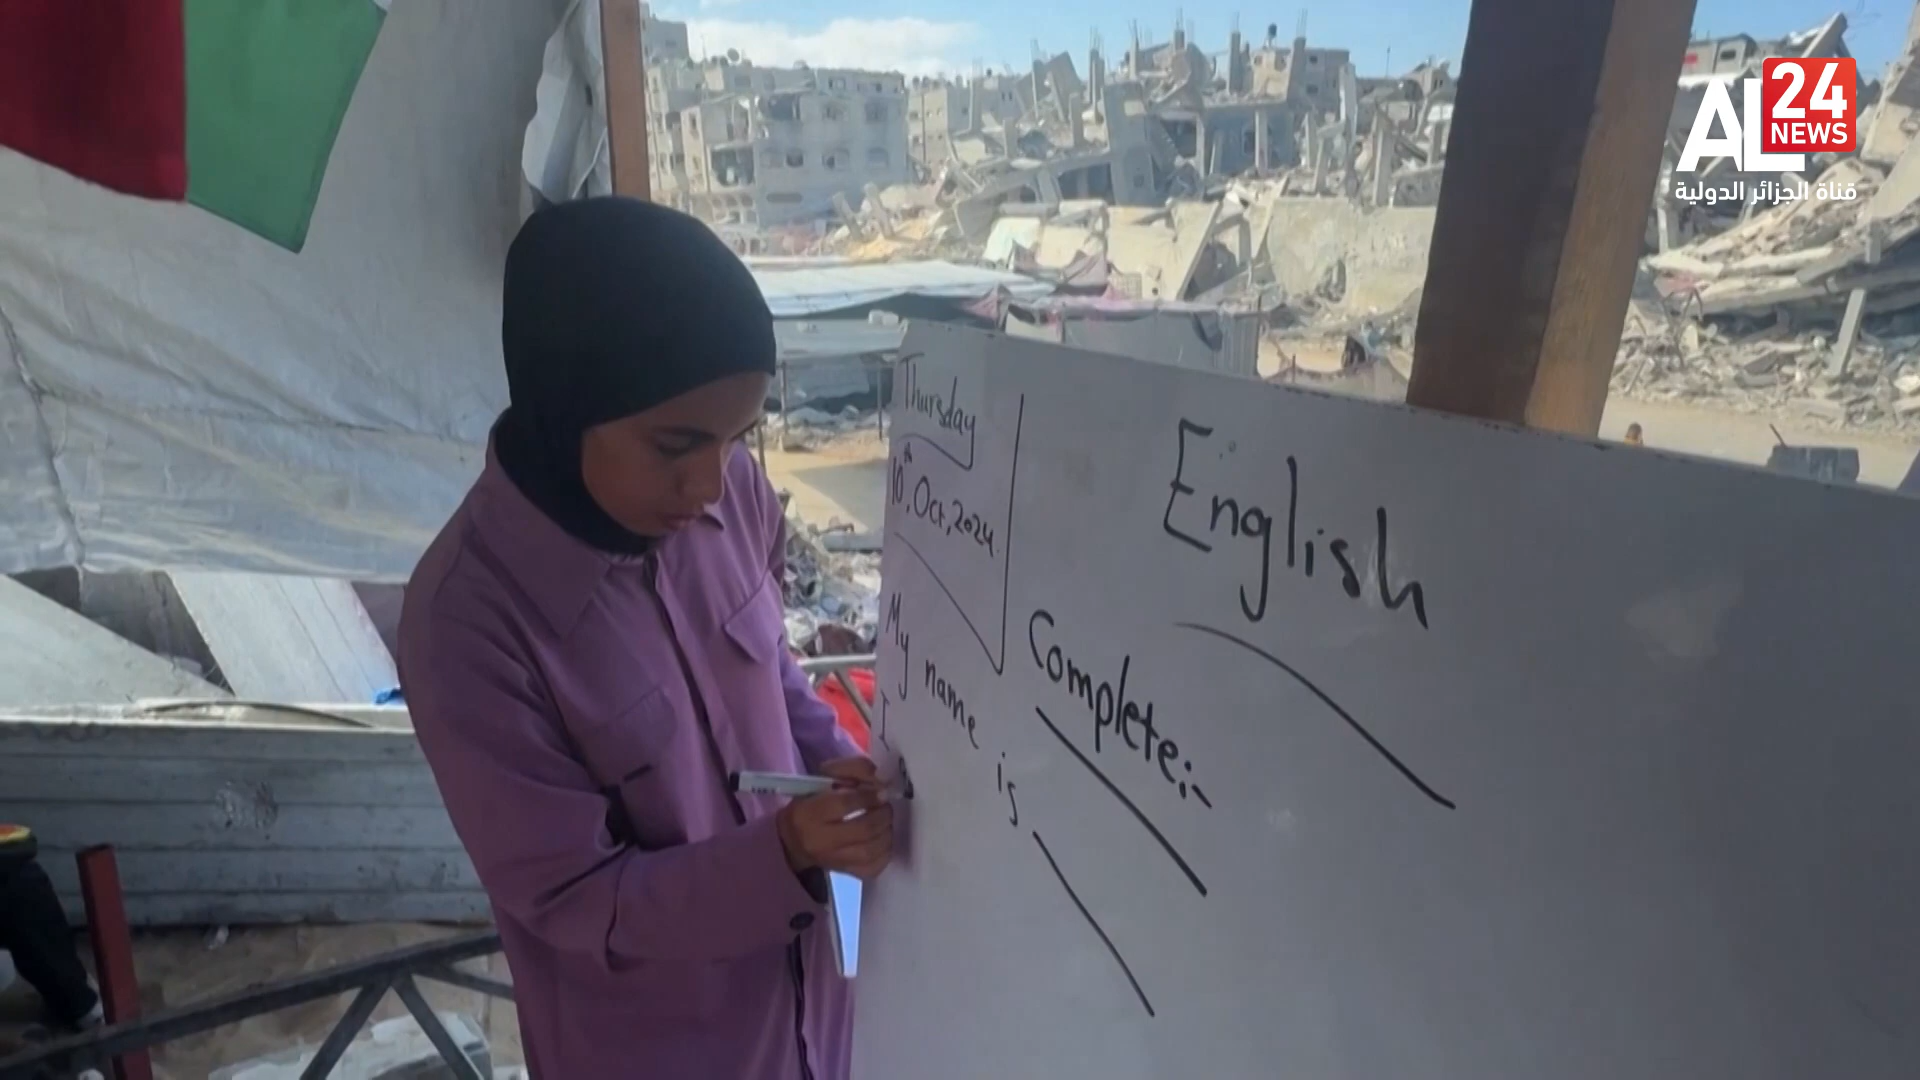 AL
24
NEWS
قناة الجزائر الدولية
Thursday
10th, Oct, 2024.
English
Complete:-
My name is
I